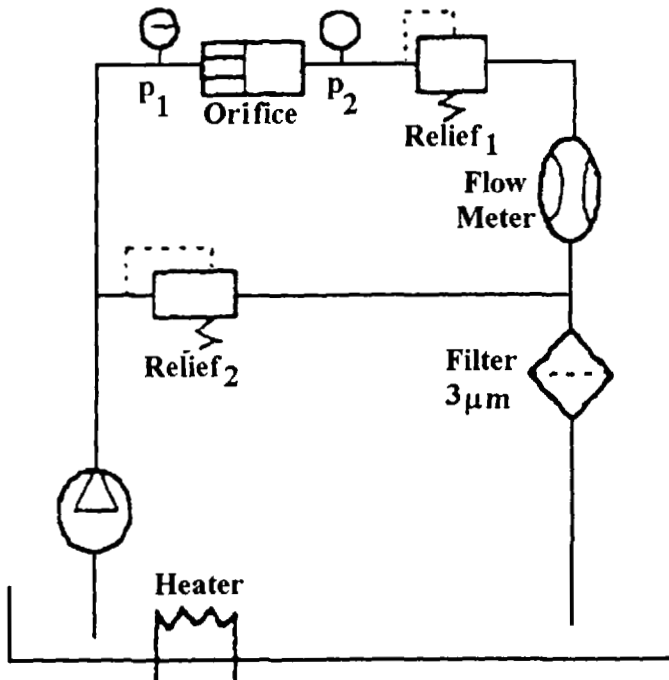 p1
Orifice
p2
Relief1
Flow
Meter
Relief2
Filter
3μm
Heater